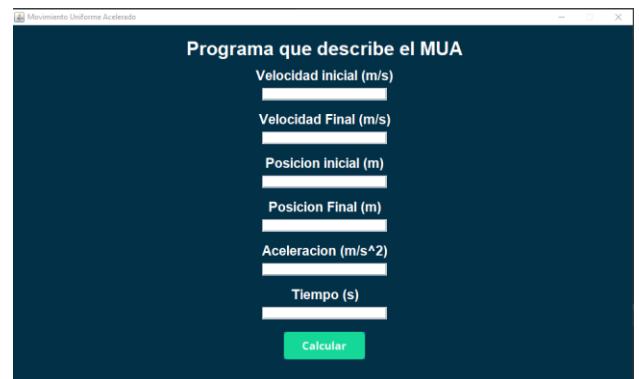 Movimiento Uniforme Acelerado
Programa que describe el MUA
Velocidad inicial (m/s)
Velocidad Final (m/s)
Posicion inicial (m)
Posicion Final (m)
Aceleracion (m/s^2)
Tiempo (s)
Calcular